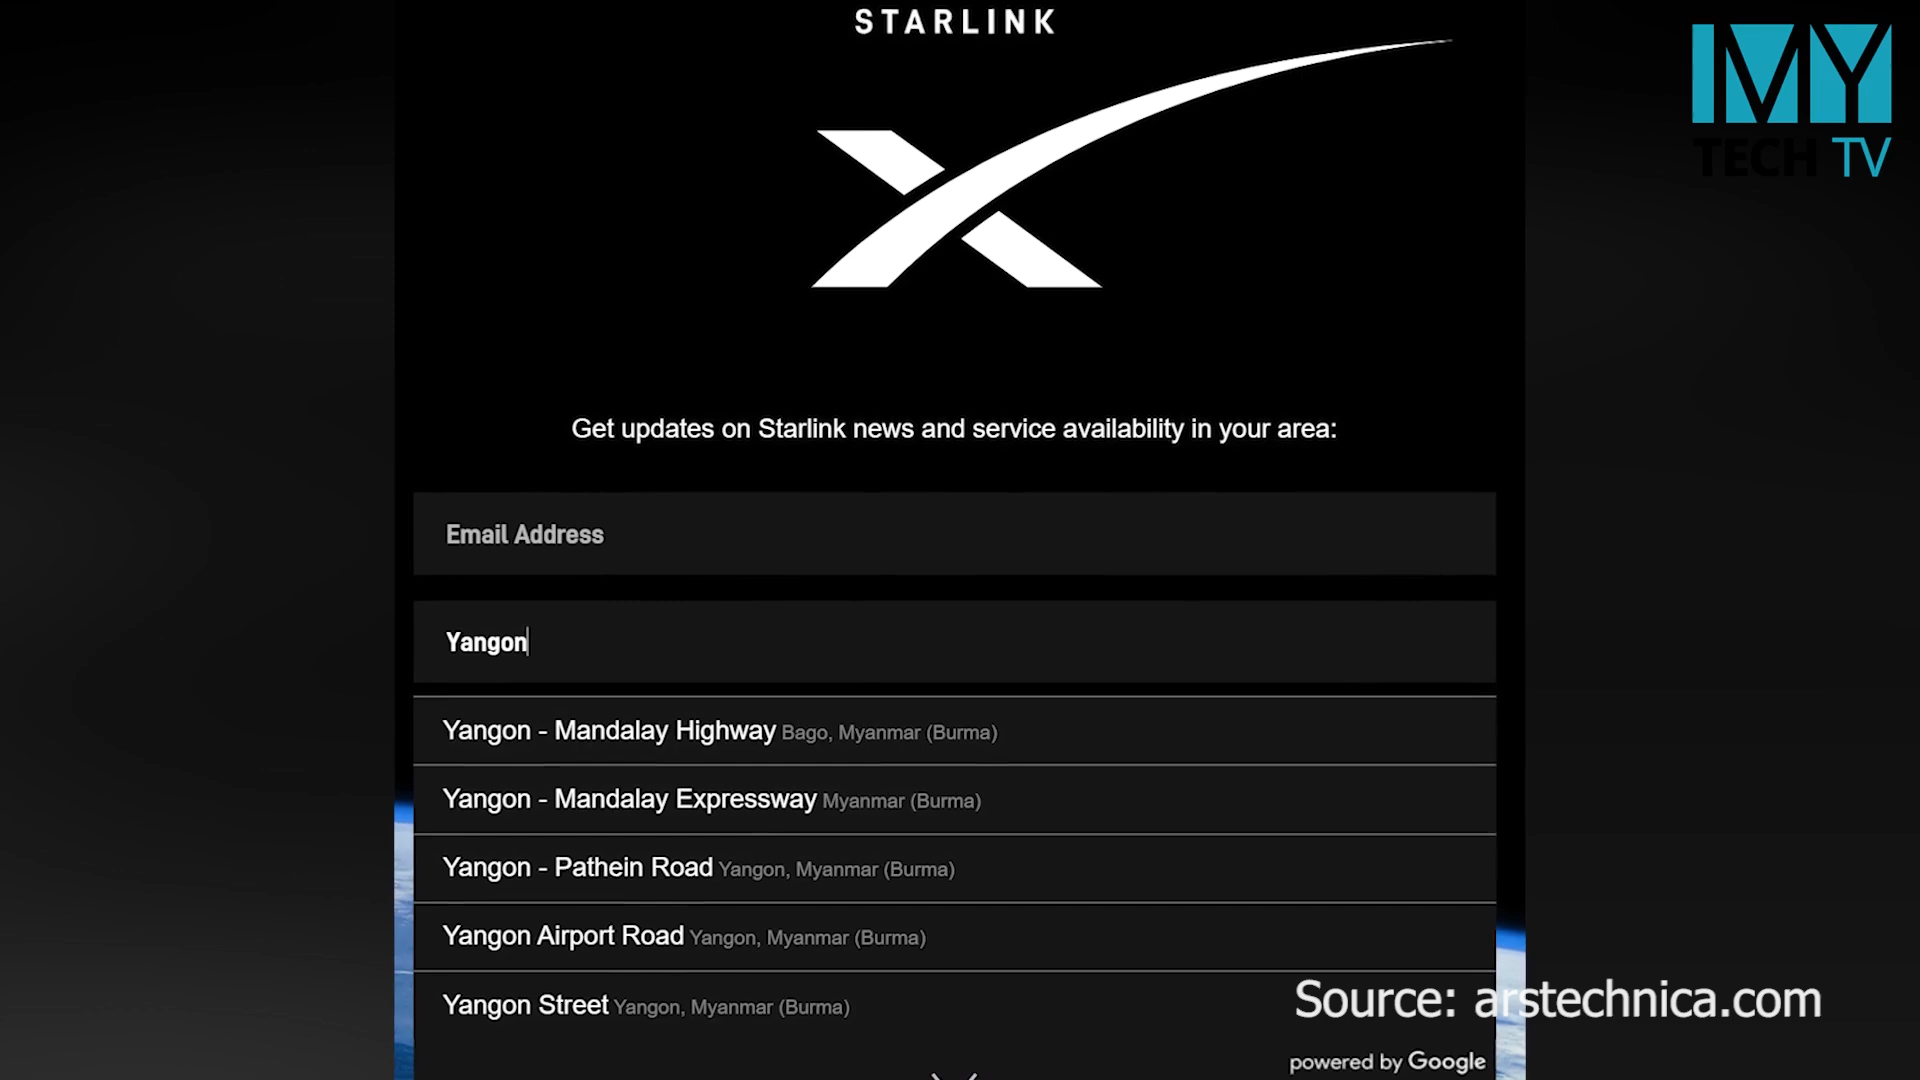 STARLINK
MY
TECH TV
Get updates on Starlink news and service availability in your area:
Email Address
Yangon
Yangon - Mandalay Highway Bago, Myanmar (Burma)
Yangon - Mandalay Expressway Myanmar (Burma)
Yangon - Pathein Road Yangon, Myanmar (Burma)
Yangon Airport Road Yangon, Myanmar (Burma)
Yangon Street Yangon, Myanmar (Burma)
Source: arstechnica.com
powered by Google